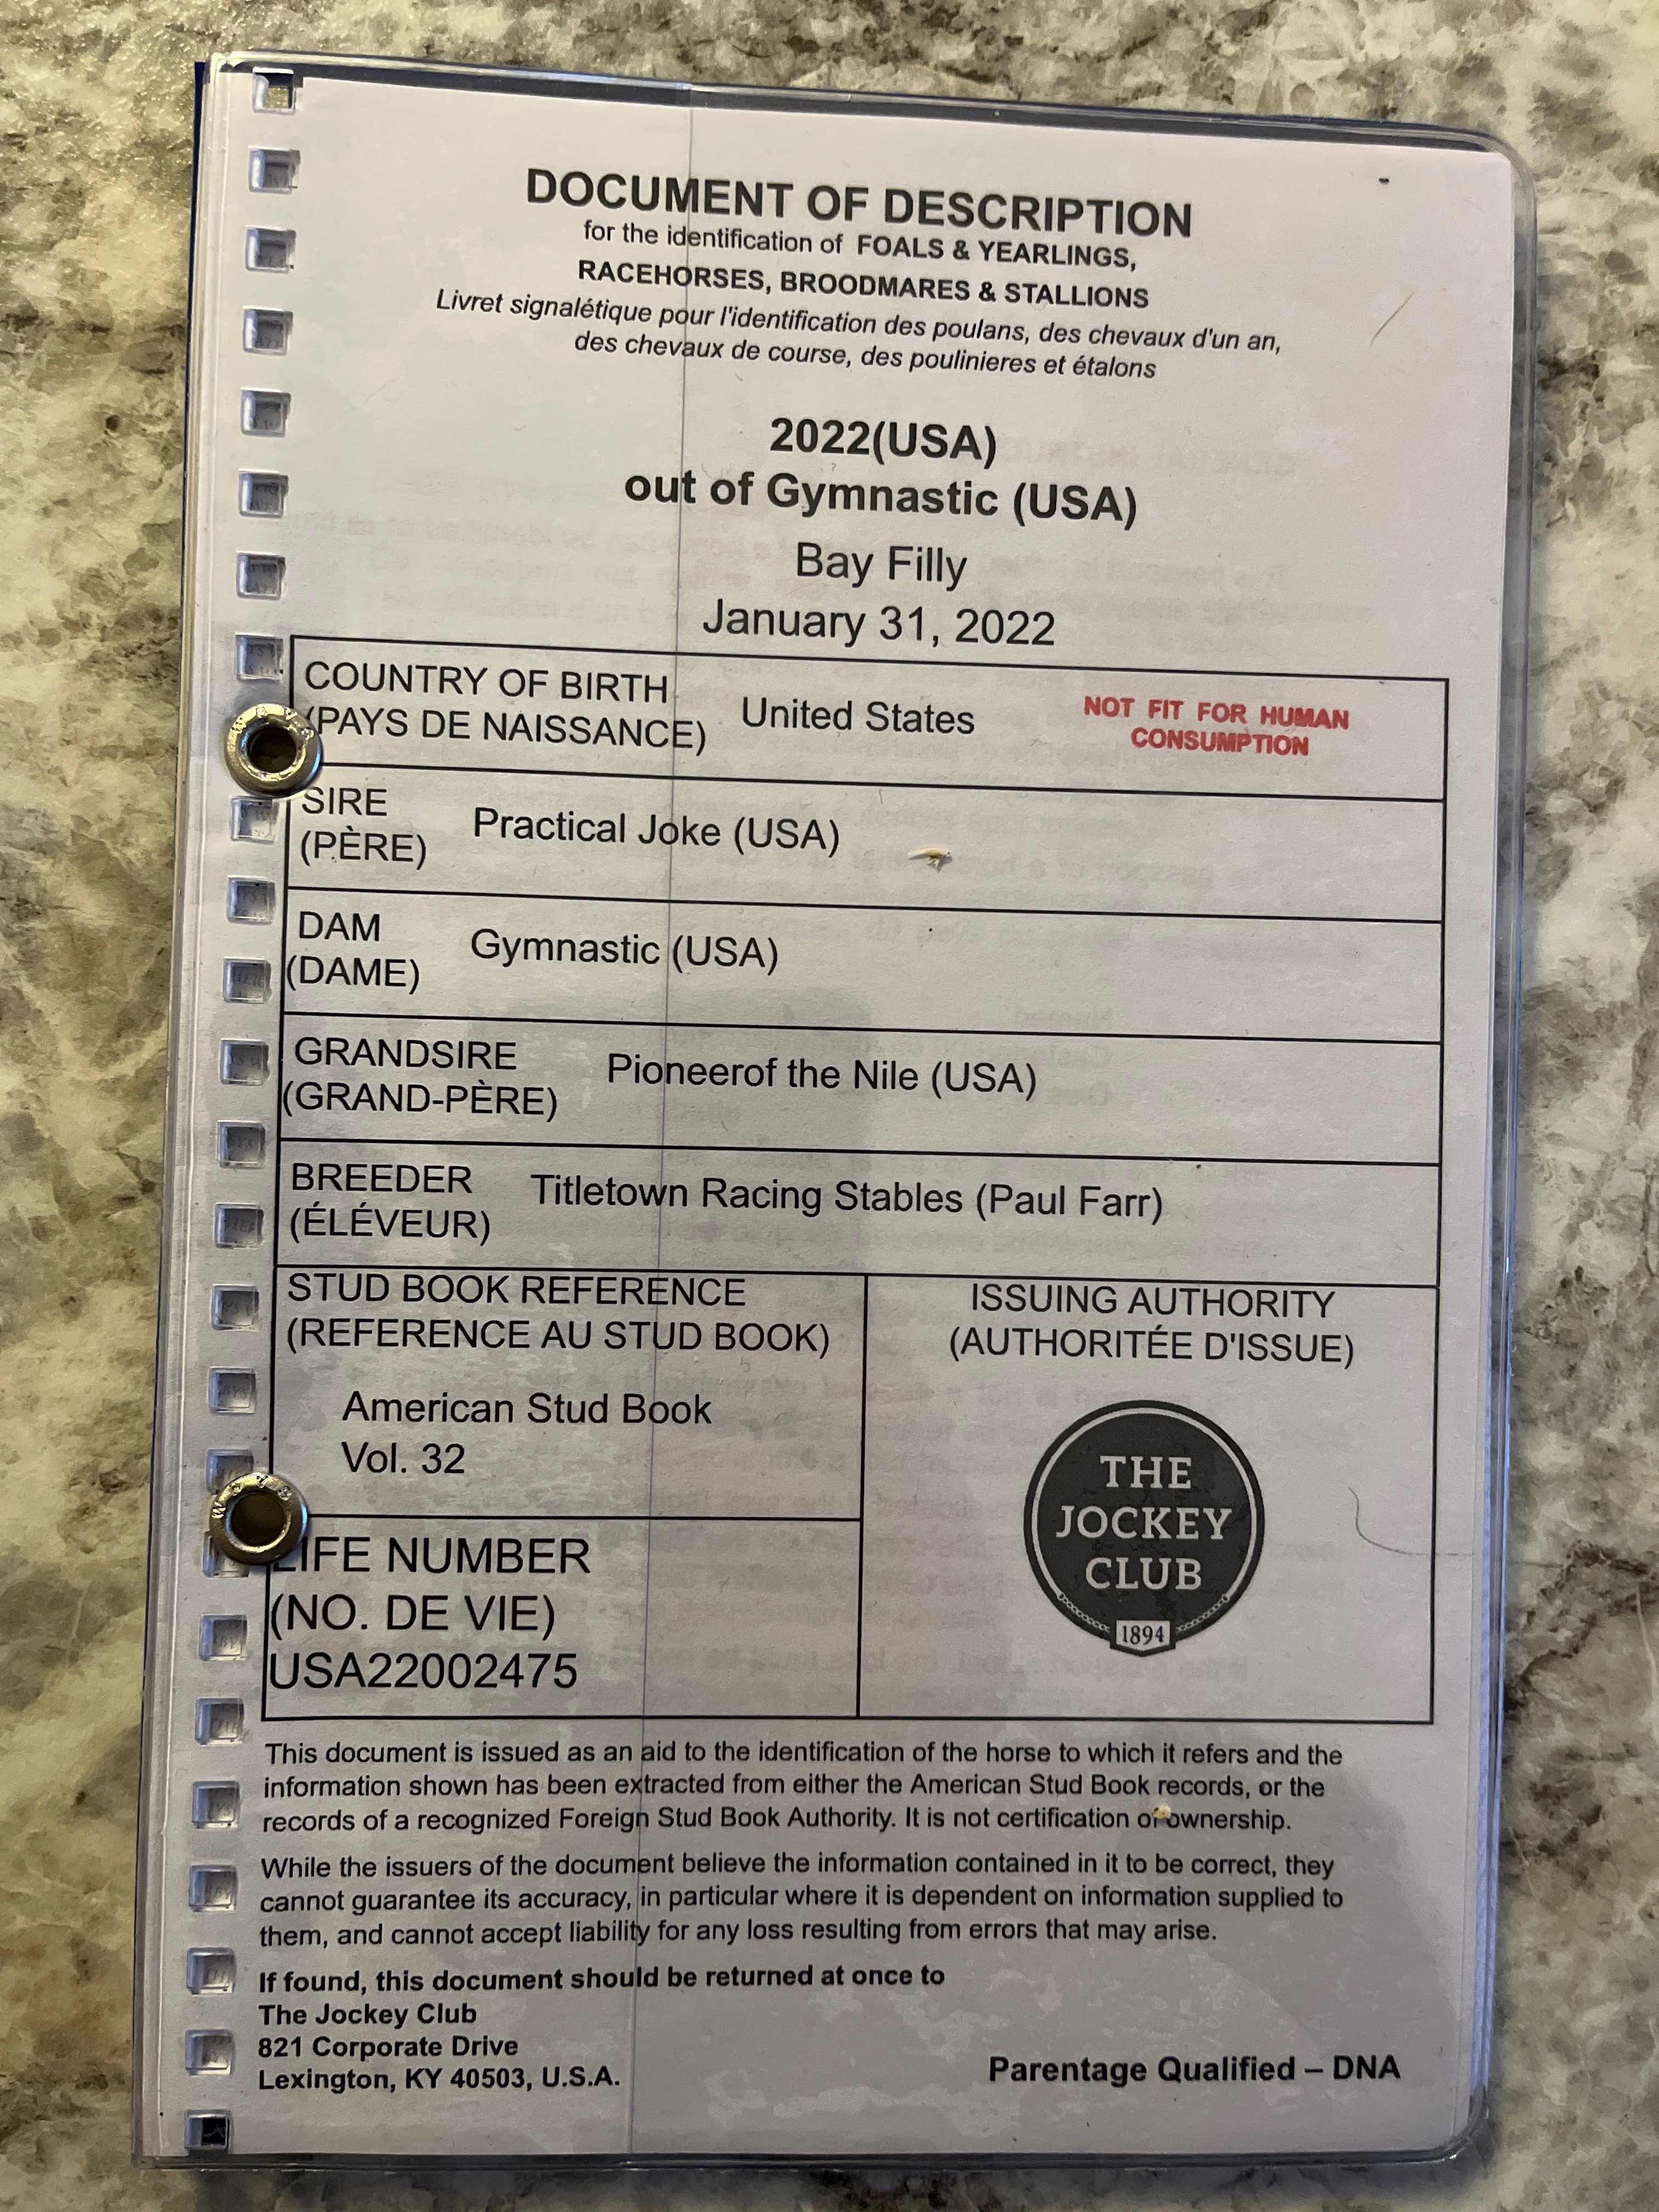 DOCUMENT OF DESCRIPTION
for the identification of FOALS & YEARLINGS,
RACEHORSES, BROODMARES & STALLIONS
Livret signalétique pour l'identification des poulans, des chevaux d'un an,
des chevaux de course, des poulinieres et étalons
2022(USA)
out of Gymnastic (USA)
Bay Filly
January 31, 2022
COUNTRY OF BIRTH
(PAYS DE NAISSANCE)
United States
NOT FIT FOR HUMAN
CONSUMPTION
SIRE
(PÈRE)
Practical Joke (USA)
DAM
(DAME)
Gymnastic (USA)
GRANDSIRE
(GRAND-PÈRE)
Pioneerof the Nile (USA)
BREEDER
(ÉLÉVEUR)
Titletown Racing Stables (Paul Farr)
STUD BOOK REFERENCE
(REFERENCE AU STUD BOOK)
American Stud Book
Vol. 32
ISSUING AUTHORITY
(AUTHORITÉE D'ISSUE)
THE
JOCKEY
CLUB
1894
LIFE NUMBER
(NO. DE VIE)
USA22002475
This document is issued as an aid to the identification of the horse to which it refers and the
information shown has been extracted from either the American Stud Book records, or the
records of a recognized Foreign Stud Book Authority. It is not certification of ownership.
While the issuers of the document believe the information contained in it to be correct, they
cannot guarantee its accuracy, in particular where it is dependent on information supplied to
them, and cannot accept liability for any loss resulting from errors that may arise.
If found, this document should be returned at once to
The Jockey Club
821 Corporate Drive
Lexington, KY 40503, U.S.A.
Parentage Qualified – DNA